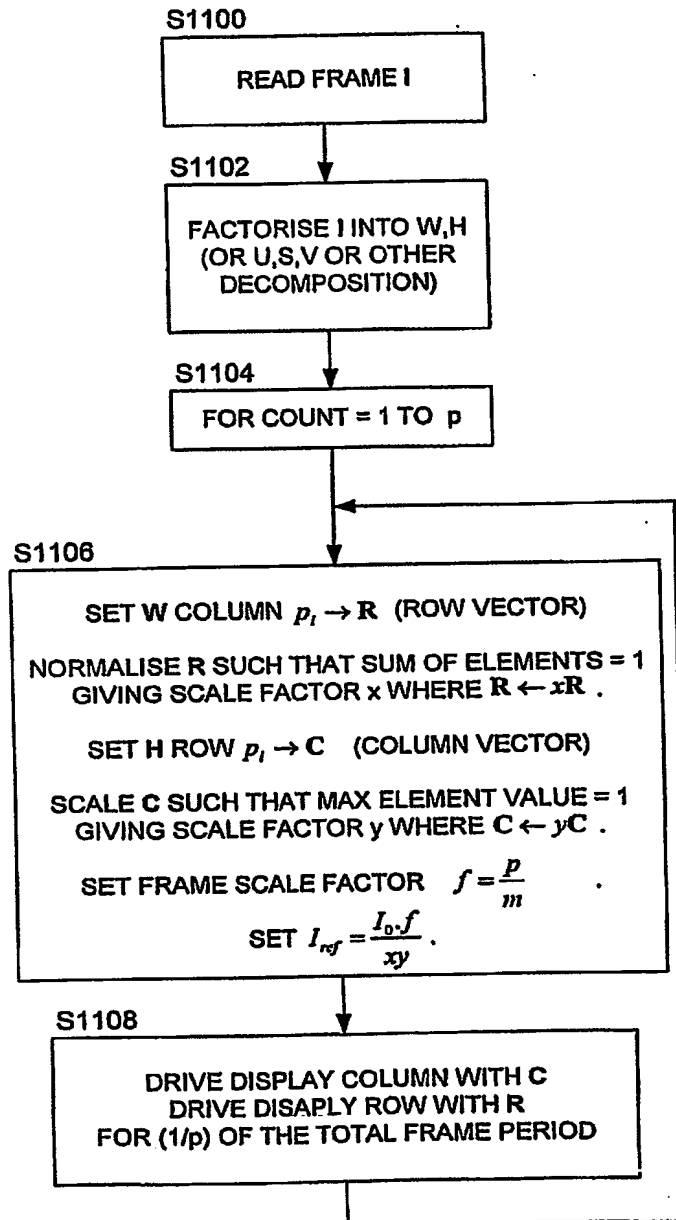 S1100
READ FRAME I
S1102
FACTORISE I INTO W,H
(OR U,S,V OR OTHER
DECOMPOSITION)
S1104
FOR COUNT = 1 TO p
S1106
SET W COLUMN p_i → R (ROW VECTOR)
NORMALISE R SUCH THAT SUM OF ELEMENTS = 1
GIVING SCALE FACTOR x WHERE R ← xR .
SET H ROW p_i → C (COLUMN VECTOR)
SCALE C SUCH THAT MAX ELEMENT VALUE = 1
GIVING SCALE FACTOR y WHERE C ← yC .
SET FRAME SCALE FACTOR f = p/m .
SET I_ref = I_0.f/xy .
S1108
DRIVE DISPLAY COLUMN WITH C
DRIVE DISAPLY ROW WITH R
FOR (1/p) OF THE TOTAL FRAME PERIOD